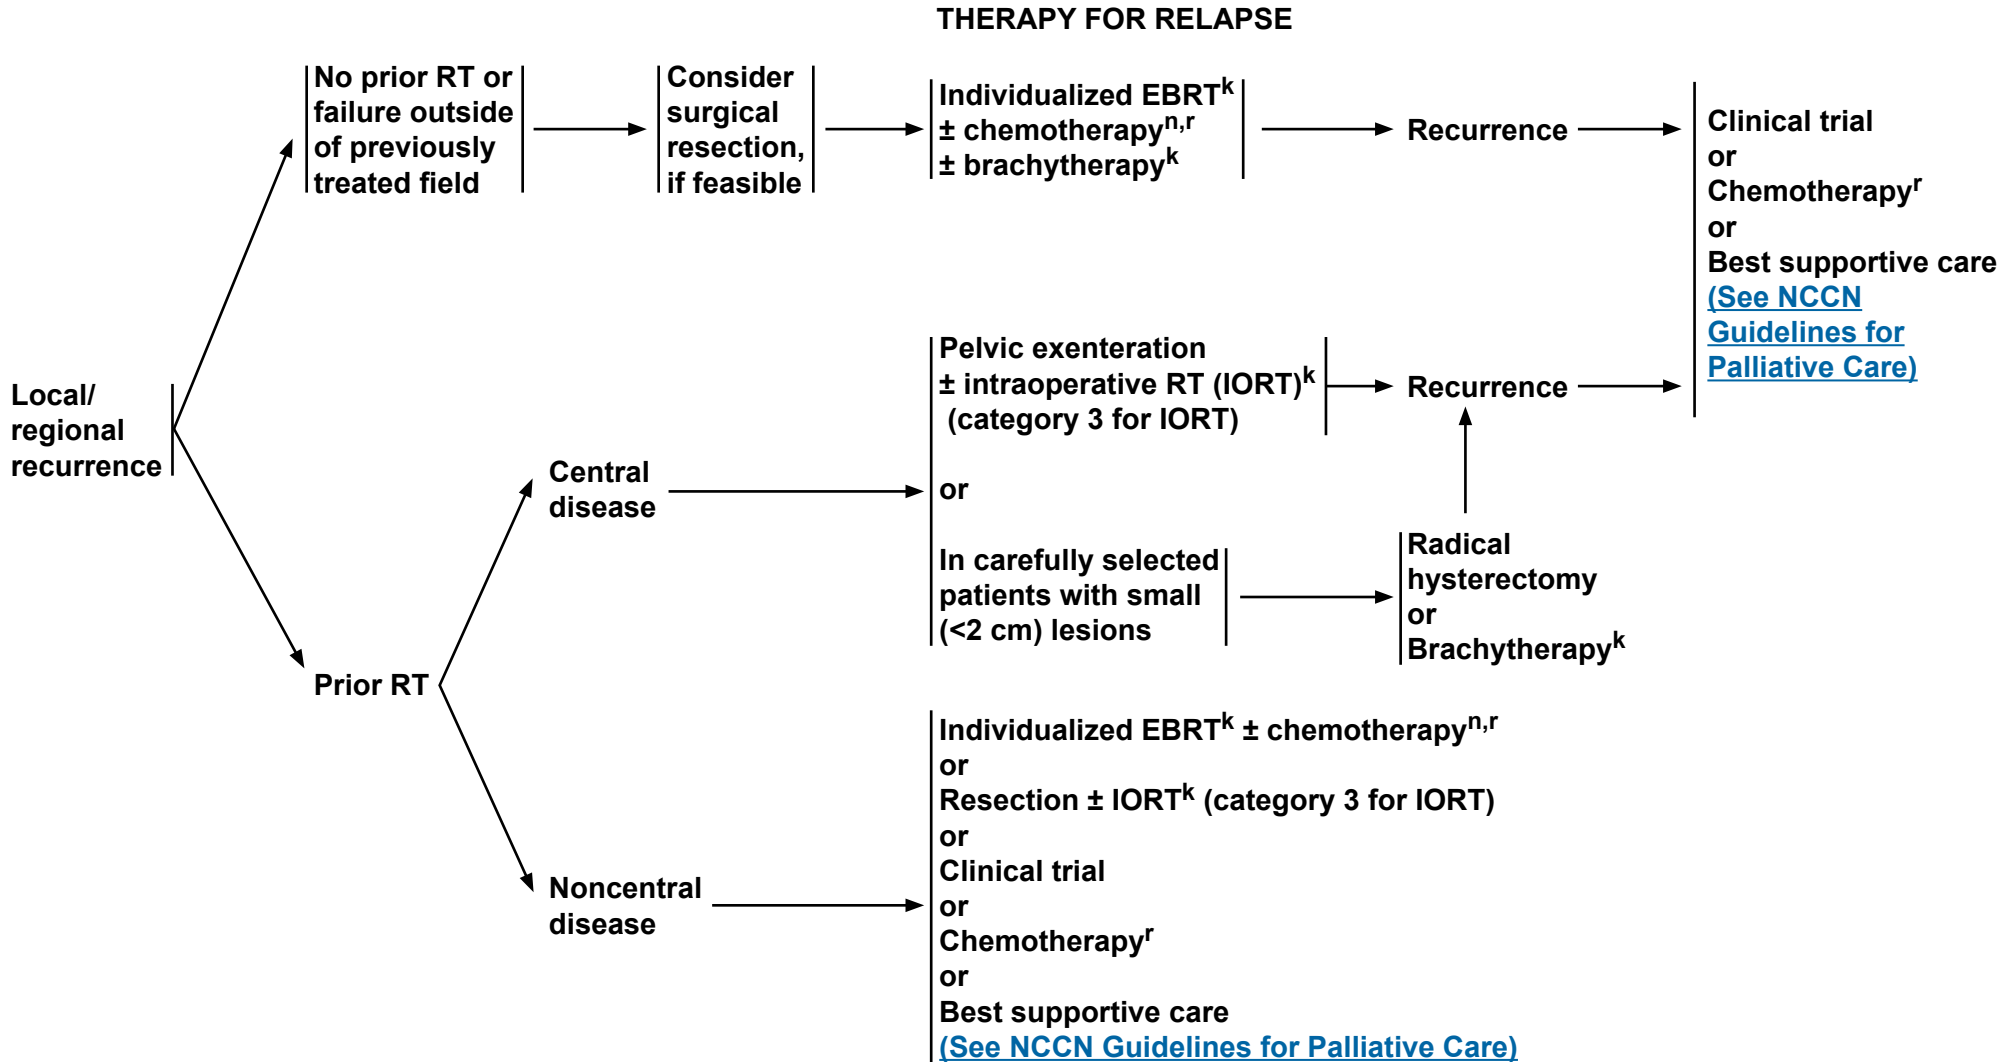 THERAPY FOR RELAPSE
Local/
regional
recurrence
No prior RT or
failure outside
of previously
treated field
Consider
surgical
resection,
if feasible
Individualized EBRTᵏ
± chemotherapyⁿ,ʳ
± brachytherapyᵏ
Recurrence
Clinical trial
or
Chemotherapyʳ
or
Best supportive care
(See NCCN
Guidelines for
Palliative Care)
Prior RT
Central
disease
Pelvic exenteration
± intraoperative RT (IORT)ᵏ
(category 3 for IORT)
or
In carefully selected
patients with small
(<2 cm) lesions
Recurrence
Radical
hysterectomy
or
Brachytherapyᵏ
Noncentral
disease
Individualized EBRTᵏ ± chemotherapyⁿ,ʳ
or
Resection ± IORTᵏ (category 3 for IORT)
or
Clinical trial
or
Chemotherapyʳ
or
Best supportive care
(See NCCN Guidelines for Palliative Care)